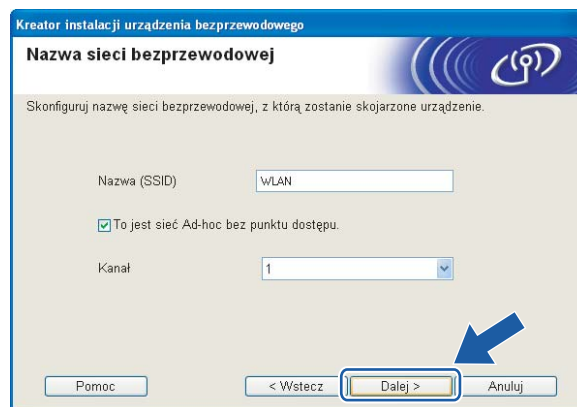 Kreator instalacji urządzenia bezprzewodowego
Nazwa sieci bezprzewodowej
Skonfiguruj nazwę sieci bezprzewodowej, z którą zostanie skojarzone urządzenie.
Nazwa (SSID) WLAN
To jest sieć Ad-hoc bez punktu dostępu.
Kanał 1
Pomoc < Wstecz Dalej > Anuluj